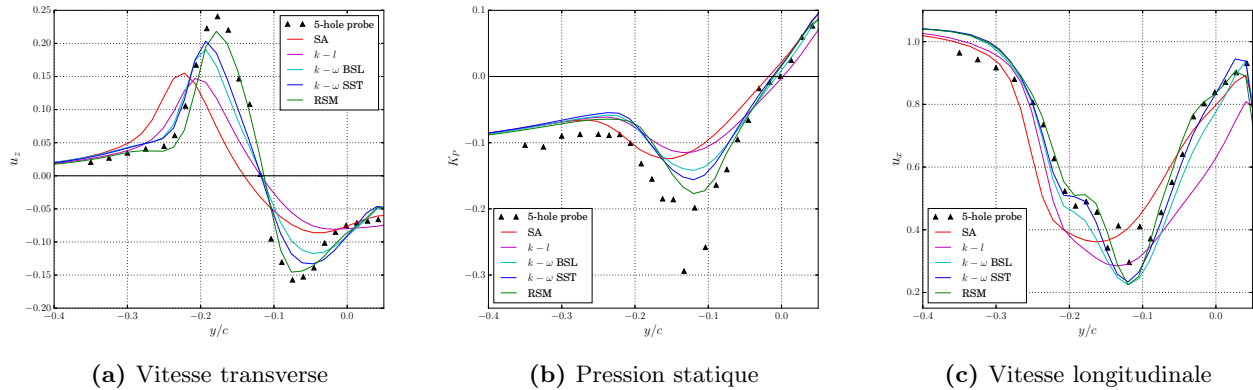 0.25
0.20
0.15
0.10
0.05
0.00
−0.05
−0.10
−0.15
−0.20
u_z
−0.4 −0.3 −0.2 −0.1 0.0
y/c
5-hole probe
SA
k − l
k − ω BSL
k − ω SST
RSM
(a) Vitesse transverse
0.1
0.0
−0.1
−0.2
−0.3
K_P
−0.4 −0.3 −0.2 −0.1 0.0
y/c
5-hole probe
SA
k − l
k − ω BSL
k − ω SST
RSM
(b) Pression statique
1.0
0.8
0.6
0.4
0.2
u_x
−0.4 −0.3 −0.2 −0.1 0.0
y/c
5-hole probe
SA
k − l
k − ω BSL
k − ω SST
RSM
(c) Vitesse longitudinale